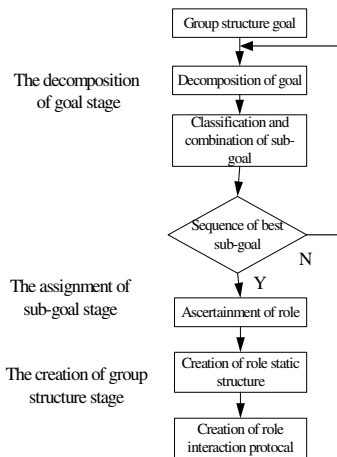 Group structure goal
The decomposition
of goal stage
Decomposition of goal
Classification and
combination of sub-
goal
Sequence of best
sub-goal
N
Y
The assignment of
sub-goal stage
Ascertainment of role
The creation of group
structure stage
Creation of role static
structure
Creation of role
interaction protocal